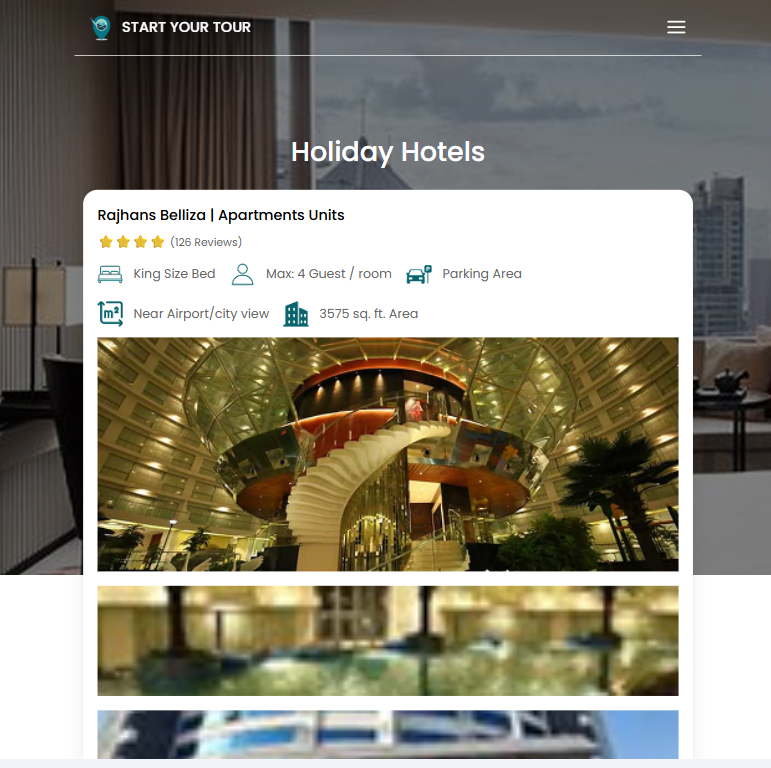 START YOUR TOUR
Holiday Hotels
Rajhans Belliza | Apartments Units
(126 Reviews)
King Size Bed Max: 4 Guest / room Parking Area
m² Near Airport/city view 3575 sq. ft. Area